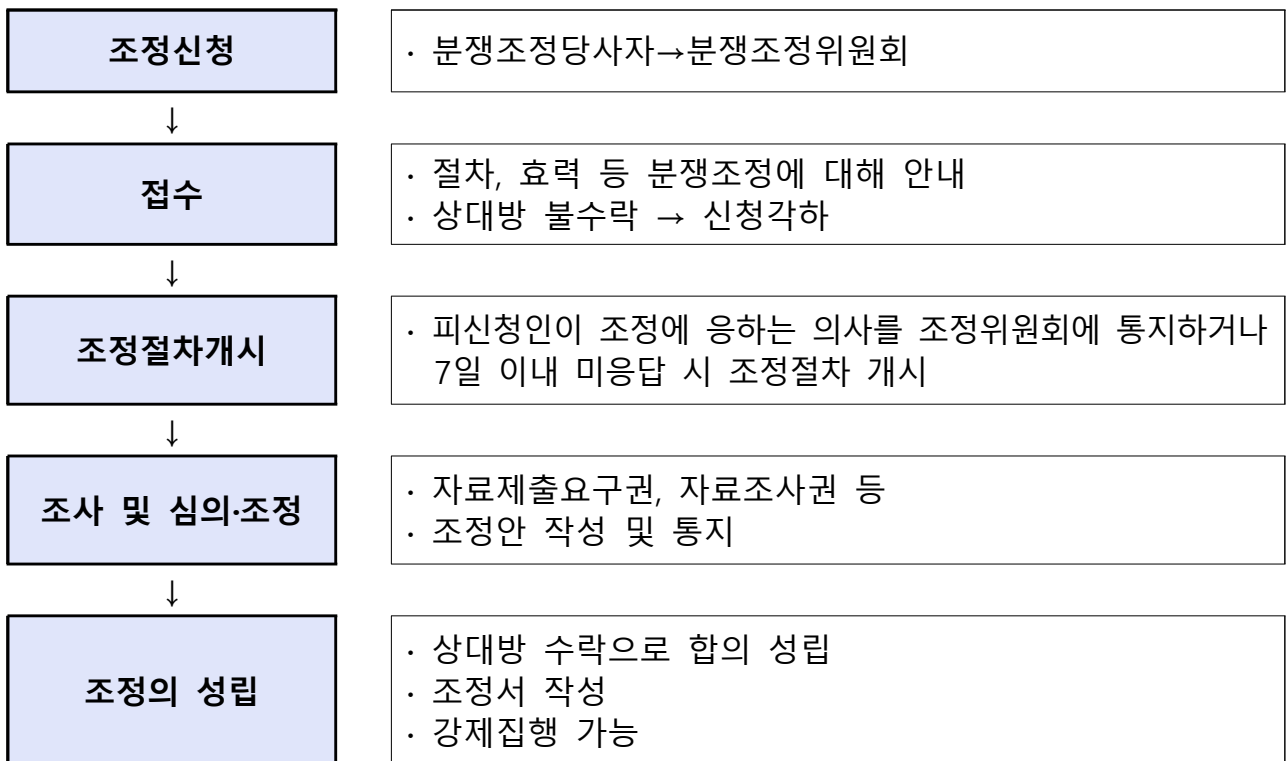 조정신청
· 분쟁조정당사자→분쟁조정위원회
↓
접수
· 절차, 효력 등 분쟁조정에 대해 안내
· 상대방 불수락 → 신청각하
↓
조정절차개시
· 피신청인이 조정에 응하는 의사를 조정위원회에 통지하거나
7일 이내 미응답 시 조정절차 개시
↓
조사 및 심의·조정
· 자료제출요구권, 자료조사권 등
· 조정안 작성 및 통지
↓
조정의 성립
· 상대방 수락으로 합의 성립
· 조정서 작성
· 강제집행 가능